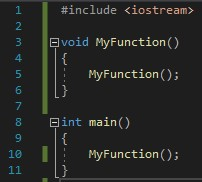 1 #include <iostream>
2
3 void MyFunction()
4 {
5 MyFunction();
6 }
7
8 int main()
9 {
10 MyFunction();
11 }